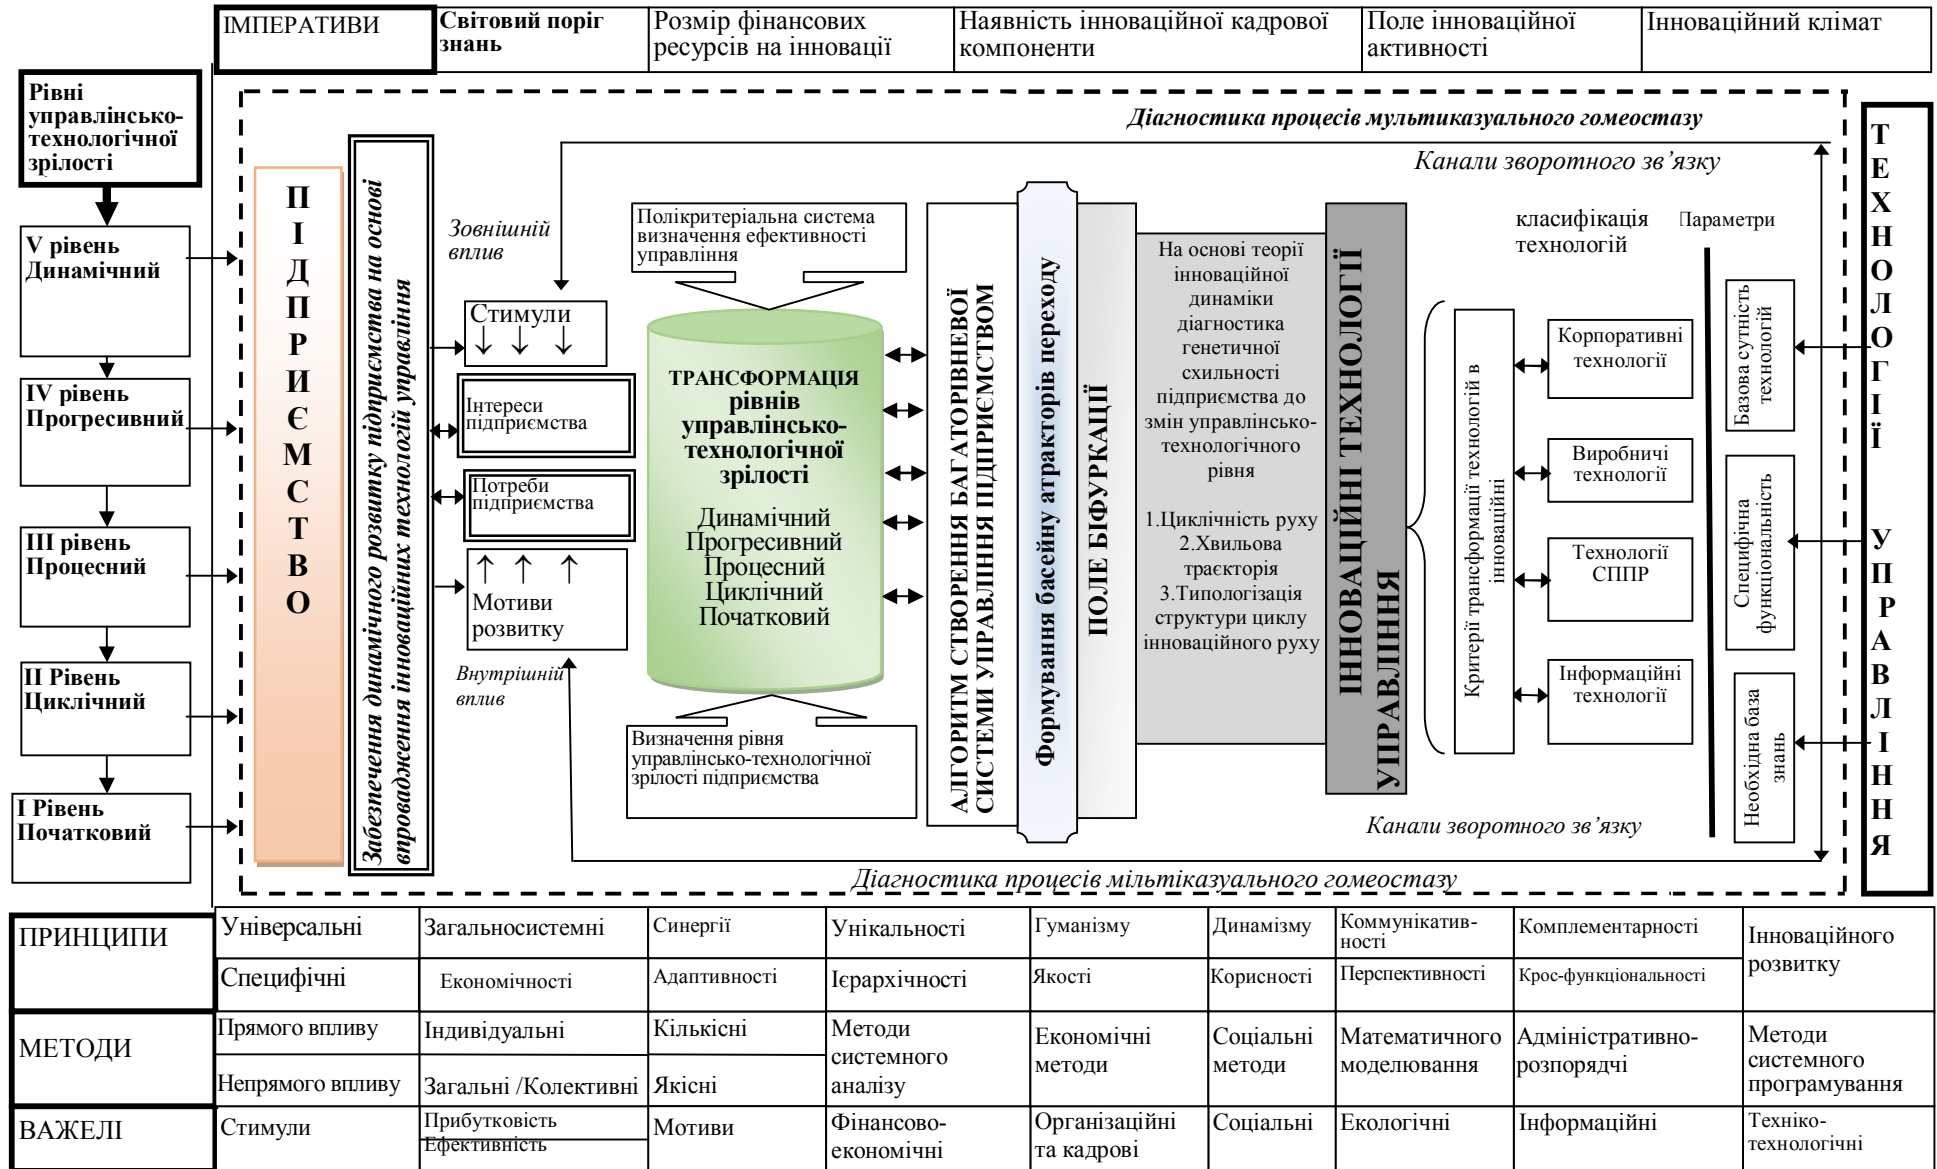 ІМПЕРАТИВИ
Світовий поріг
знань
Розмір фінансових
ресурсів на інновації
Наявність інноваційної кадрової
компоненти
Поле інноваційної
активності
Інноваційний клімат
Рівні
управлінсько-
технологічної
зрілості
V рівень
Динамічний
IV рівень
Прогресивний
III рівень
Процесний
II Рівень
Циклічний
I Рівень
Початковий
Діагностика процесів мультиказуального гомеостазу
Канали зворотного зв’язку
ПІДПРИЄМСТВО
Забезпечення динамічного розвитку підприємства на основі
впровадження інноваційних технологій управління
Зовнішній
вплив
Стимули
Інтереси
підприємства
Потреби
підприємства
Мотиви
розвитку
Внутрішній
вплив
Полікритеріальна система
визначення ефективності
управління
ТРАНСФОРМАЦІЯ
рівнів
управлінсько-
технологічної
зрілості
Динамічний
Прогресивний
Процесний
Циклічний
Початковий
Визначення рівня
управлінсько-технологічної
зрілості підприємства
АЛГОРИТМ СТВОРЕННЯ БАГАТОРІВНЕВОЇ
СИСТЕМИ УПРАВЛІННЯ ПІДПРИЄМСТВОМ
Формування басейну атракторів переходу
ПОЛЕ БІФУРКАЦІЇ
На основі теорії
інноваційної
динаміки
діагностика
генетичної
схильності
підприємства до
змін управлінсько-
технологічного
рівня
1.Циклічність руху
2.Хвильова
траєкторія
3.Типологізація
структури циклу
інноваційного руху
ІННОВАЦІЙНІ ТЕХНОЛОГІЇ
УПРАВЛІННЯ
Критерії трансформації технологій в
інноваційні
класифікація
технологій
Корпоративні
технології
Виробничі
технології
Технології
СППР
Інформаційні
технології
Параметри
Базова сутність
технологій
Специфічна
функціональність
Необхідна база
знань
ТЕХНОЛОГІЇ УПРАВЛІННЯ
Канали зворотного зв’язку
Діагностика процесів мільтіказуального гомеостазу
ПРИНЦИПИ
Універсальні
Загальносистемні
Синергії
Унікальності
Гуманізму
Динамізму
Коммунікатив-
ності
Комплементарності
Інноваційного
розвитку
Специфічні
Економічності
Адаптивності
Ієрархічності
Якості
Корисності
Перспективності
Крос-функціональності
МЕТОДИ
Прямого впливу
Індивідуальні
Кількісні
Методи
системного
аналізу
Економічні
методи
Соціальні
методи
Математичного
моделювання
Адміністративно-
розпорядчі
Методи
системного
програмування
Непрямого впливу
Загальні /Колективні
Якісні
ВАЖЕЛІ
Стимули
Прибутковість
Ефективність
Мотиви
Фінансово-
економічні
Організаційні
та кадрові
Соціальні
Екологічні
Інформаційні
Техніко-
технологічні